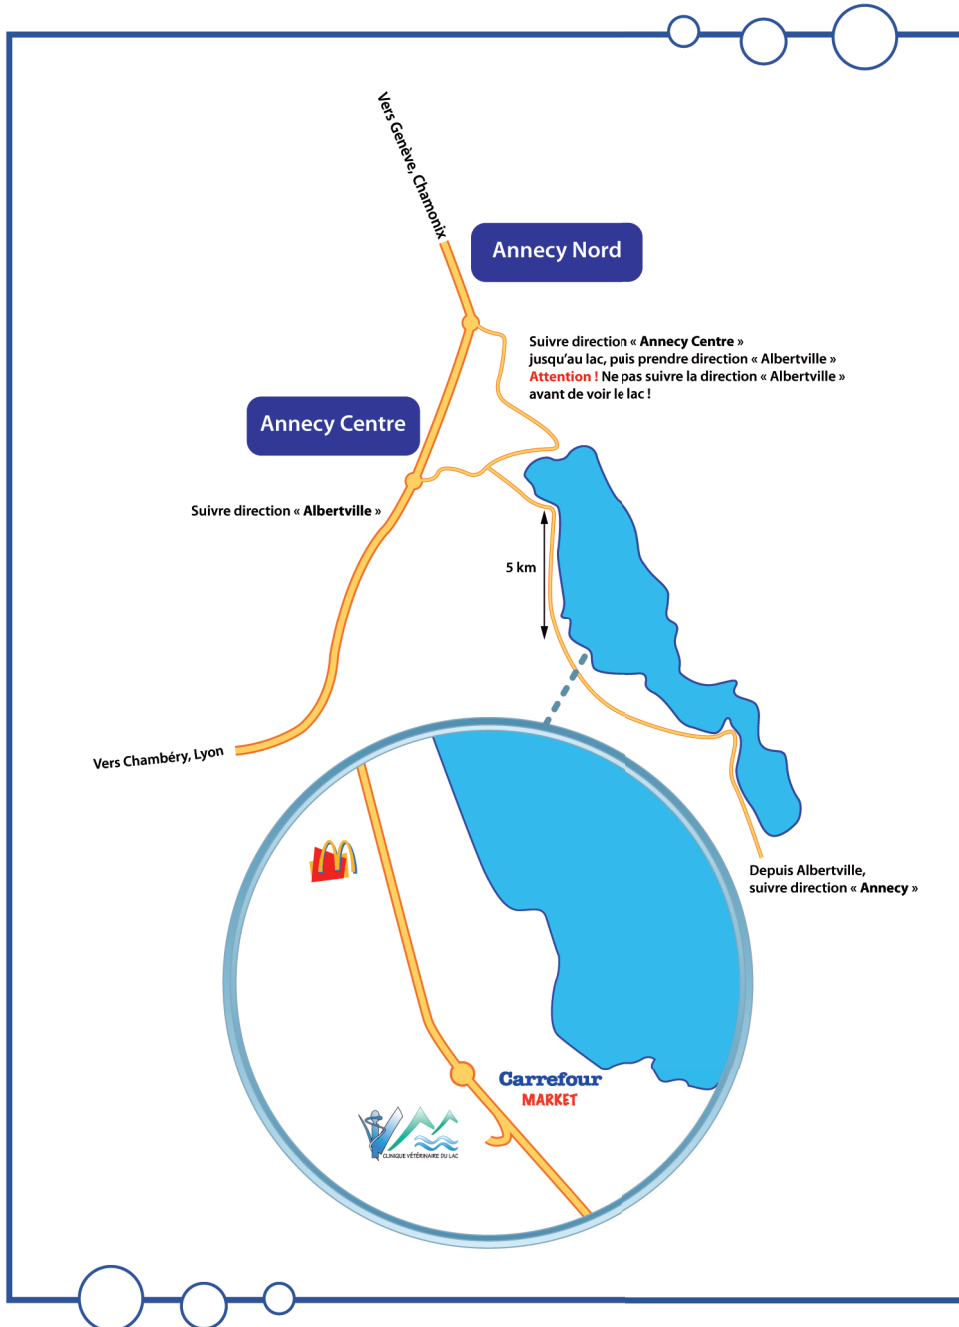 Vers Genève, Chamonix
Annecy Nord
Suivre direction « Annecy Centre »
jusqu'au lac, puis prendre direction « Albertville »
Attention ! Ne pas suivre la direction « Albertville »
avant de voir le lac !
Annecy Centre
Suivre direction « Albertville »
5 km
Vers Chambéry, Lyon
Depuis Albertville,
suivre direction « Annecy »
Carrefour
MARKET
CLINIQUE VÉTÉRINAIRE DU LAC